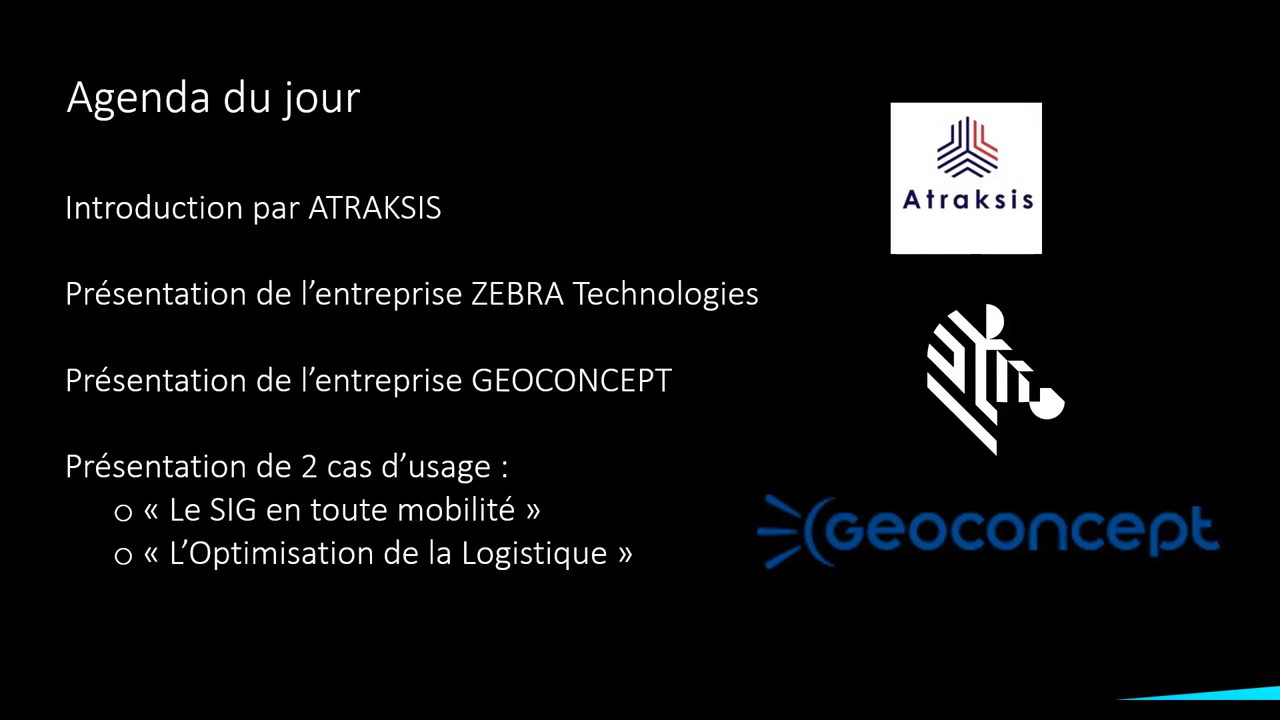 Agenda du jour
Introduction par ATRAKSIS
Présentation de l’entreprise ZEBRA Technologies
Présentation de l’entreprise GEOCONCEPT
Présentation de 2 cas d’usage :
o « Le SIG en toute mobilité »
o « L’Optimisation de la Logistique »
Atraksis
Geoconcept